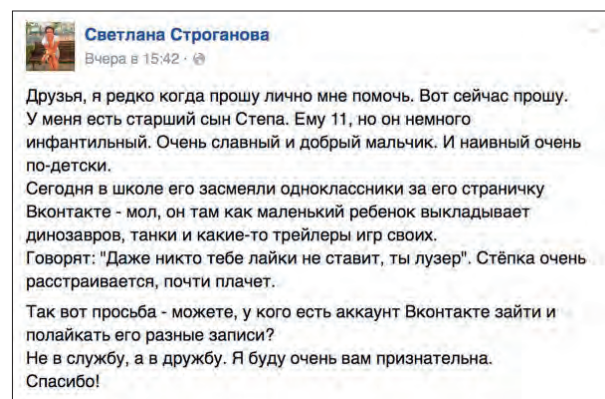 Светлана Строганова
Вчера в 15:42 ·
Друзья, я редко когда прошу лично мне помочь. Вот сейчас прошу.
У меня есть старший сын Степа. Ему 11, но он немного
инфантильный. Очень славный и добрый мальчик. И наивный очень
по-детски.
Сегодня в школе его засмеяли одноклассники за его страничку
Вконтакте - мол, он там как маленький ребенок выкладывает
динозавров, танки и какие-то трейлеры игр своих.
Говорят: "Даже никто тебе лайки не ставит, ты лузер". Стёпка очень
расстраивается, почти плачет.
Так вот просьба - можете, у кого есть аккаунт Вконтакте зайти и
полайкать его разные записи?
Не в службу, а в дружбу. Я буду очень вам признательна.
Спасибо!